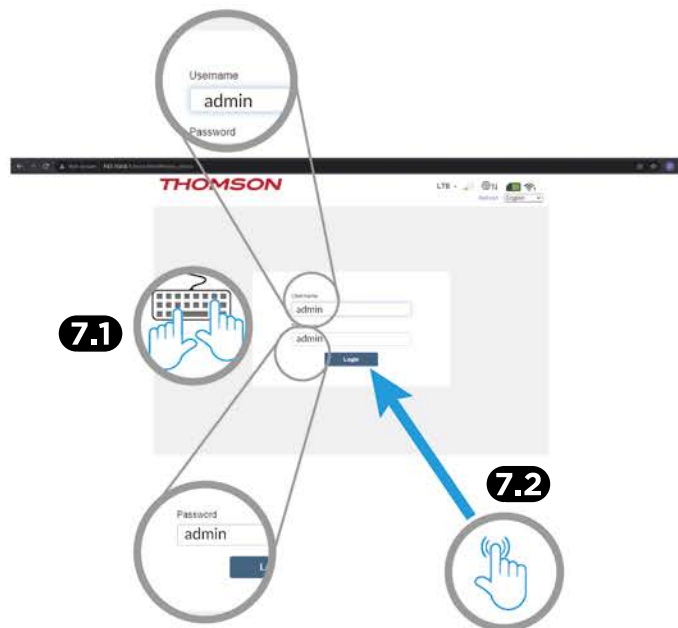 Username
admin
Password
THOMSON
LTE -
Refresh English
Username
admin
7.1
admin
Login
7.2
Password
admin